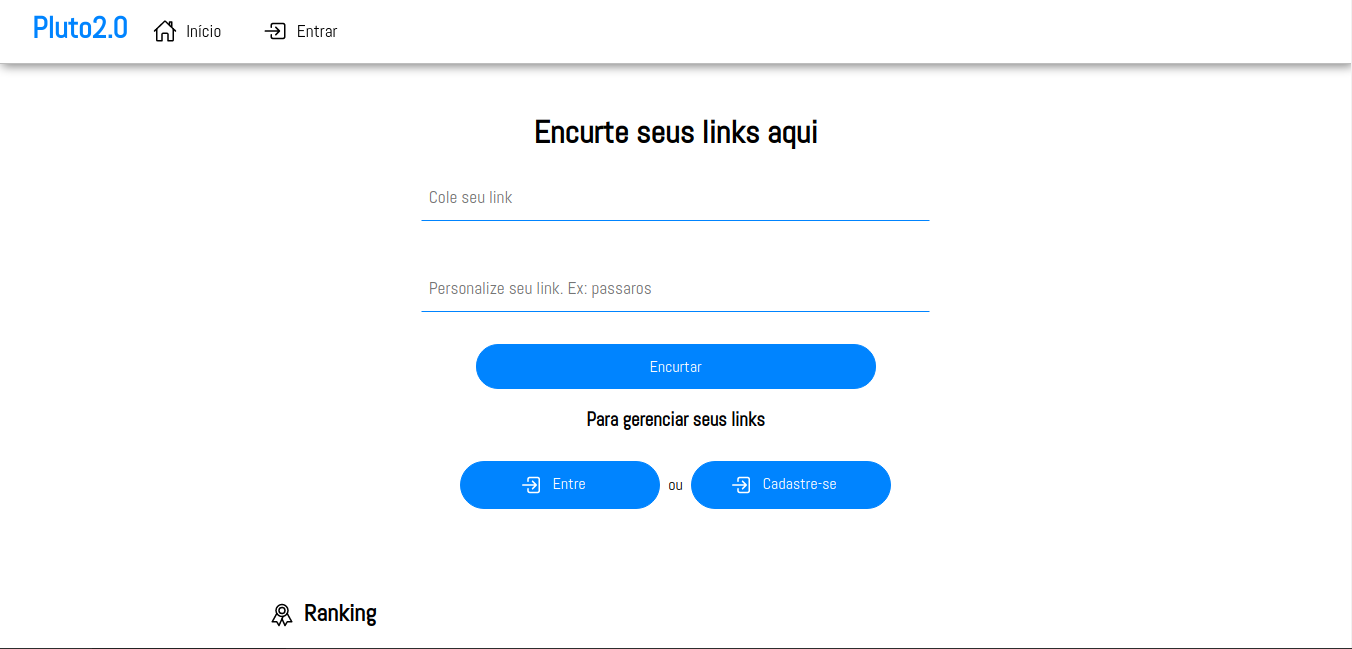 Pluto2.0 Início Entrar
Encurte seus links aqui
Cole seu link
Personalize seu link. Ex: passaros
Encurtar
Para gerenciar seus links
Entre ou Cadastre-se
Ranking